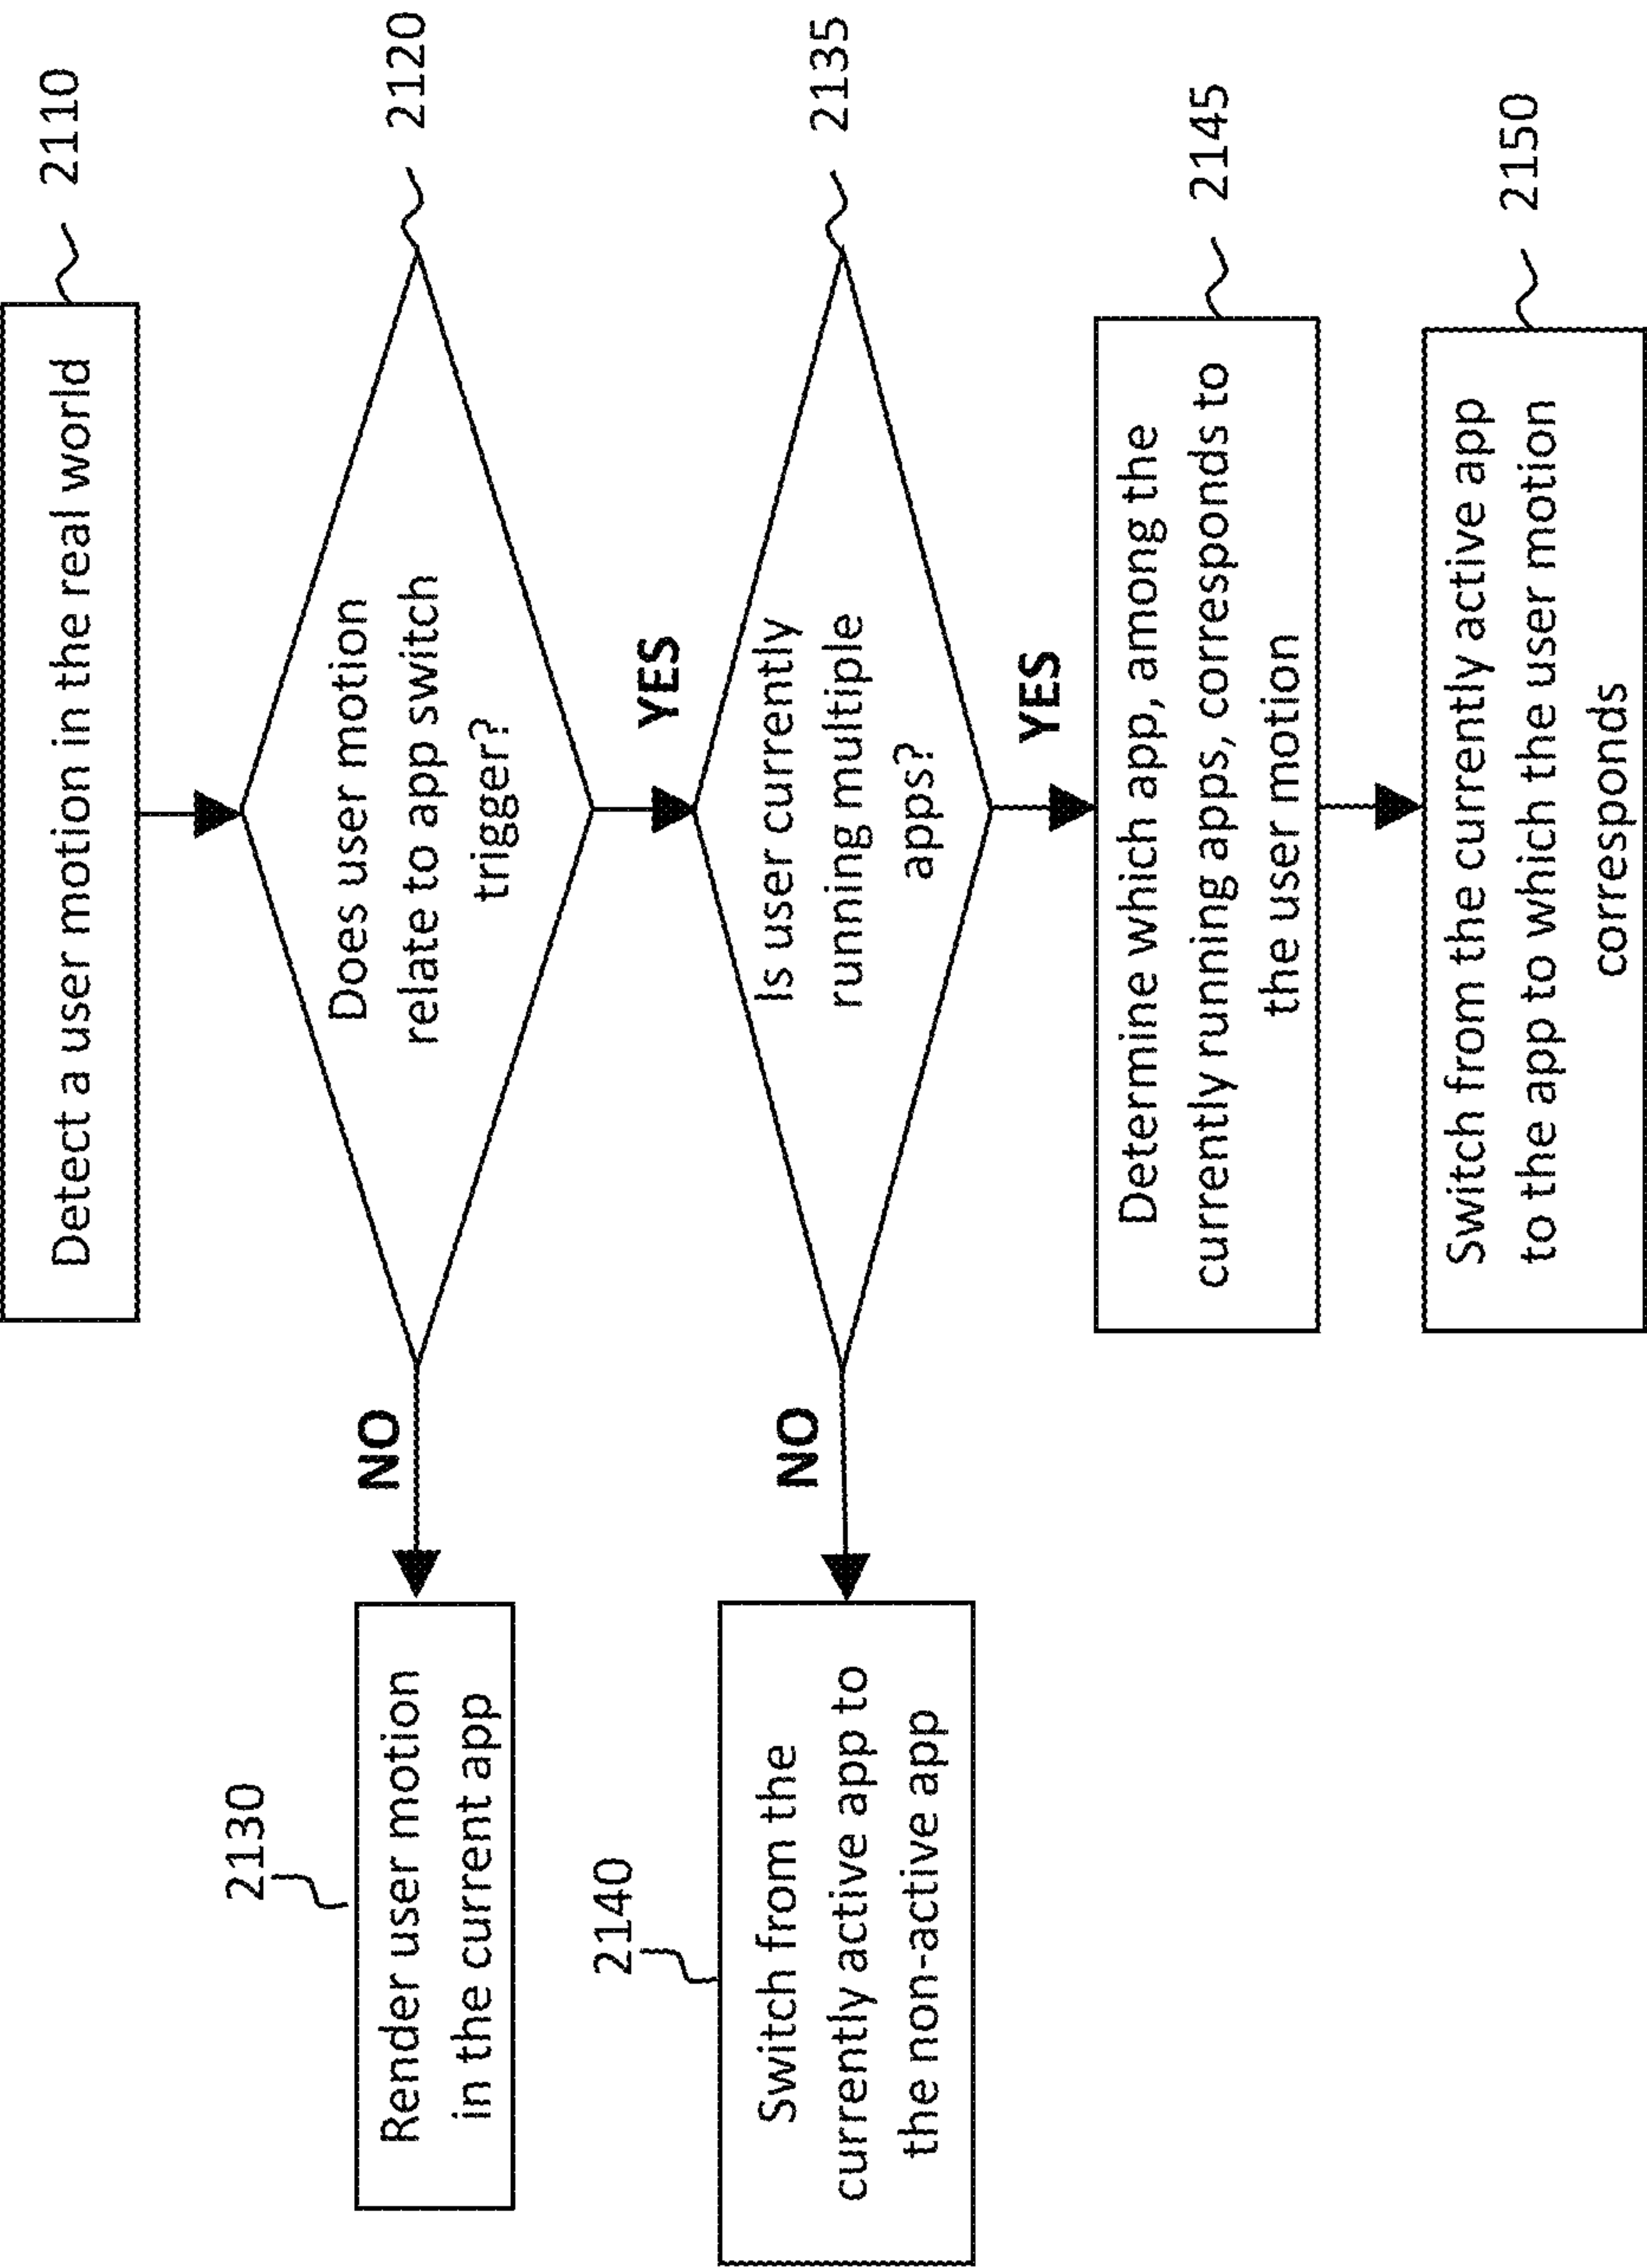 Detect a user motion in the real world
2110
Does user motion
relate to app switch
trigger?
2120
NO
2130
Render user motion
in the current app
YES
Is user currently
running multiple
apps?
2135
NO
2140
Switch from the
currently active app to
the non-active app
YES
Determine which app, among the
currently running apps, corresponds to
the user motion
2145
Switch from the currently active app
to the app to which the user motion
corresponds
2150